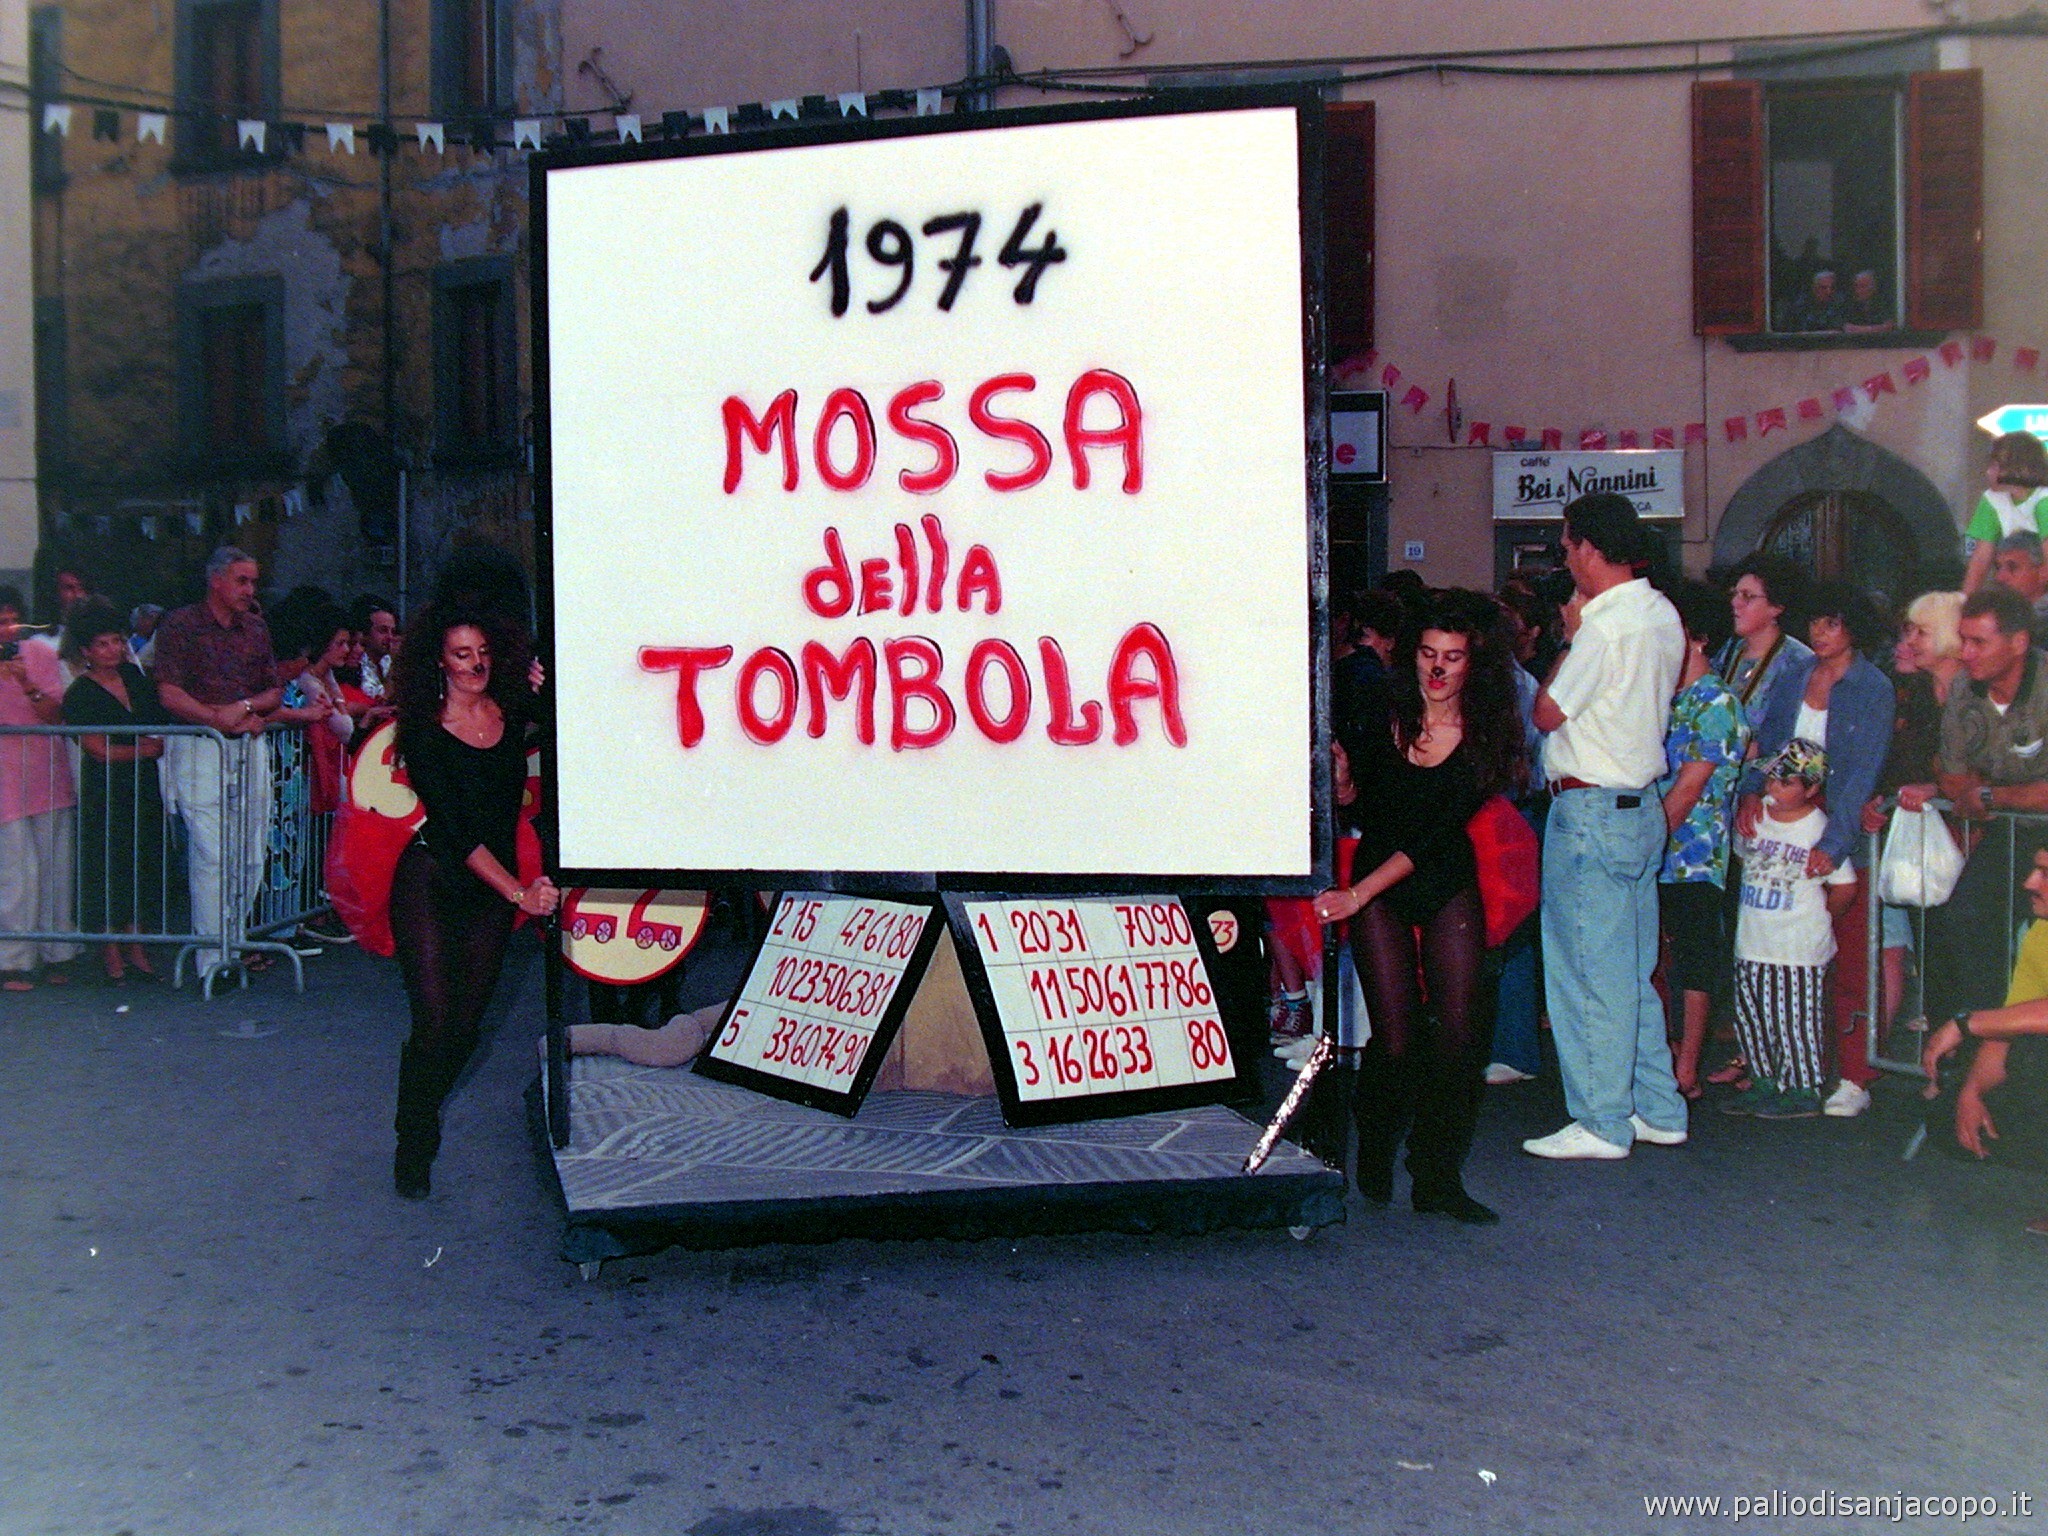 1974
MOSSA
dELLA
TOMBOLA
caffè
Bei & Nannini
19
2 15 47 61 80
10 23 50 63 81
5 33 60 74 90
1 20 31 70 90
11 50 61 77 86
3 16 26 33 80
73
www.paliodisanjacopo.it